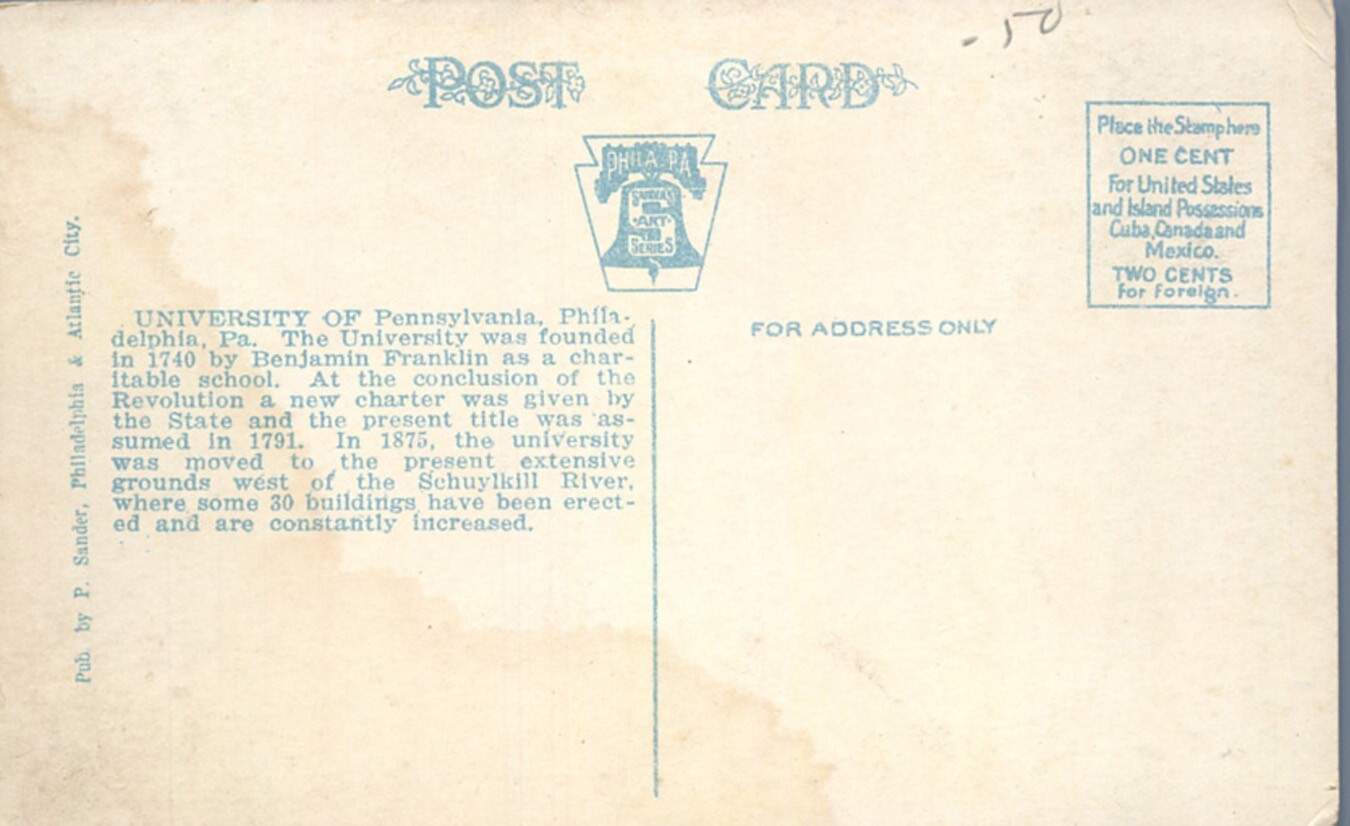 -.50
POST CARD
PHILA PA.
SANDERS
ART
SERIES
Place the Stamp here
ONE CENT
For United States
and Island Possessions
Cuba, Canada and
Mexico.
TWO CENTS
for Foreign.
Pub. by P. Sander, Philadelphia & Atlantic City.
UNIVERSITY OF Pennsylvania, Phila-
delphia, Pa. The University was founded
in 1740 by Benjamin Franklin as a char-
itable school. At the conclusion of the
Revolution a new charter was given by
the State and the present title was as-
sumed in 1791. In 1875, the university
was moved to the present extensive
grounds west of the Schuylkill River,
where some 30 buildings have been erect-
ed and are constantly increased.
FOR ADDRESS ONLY